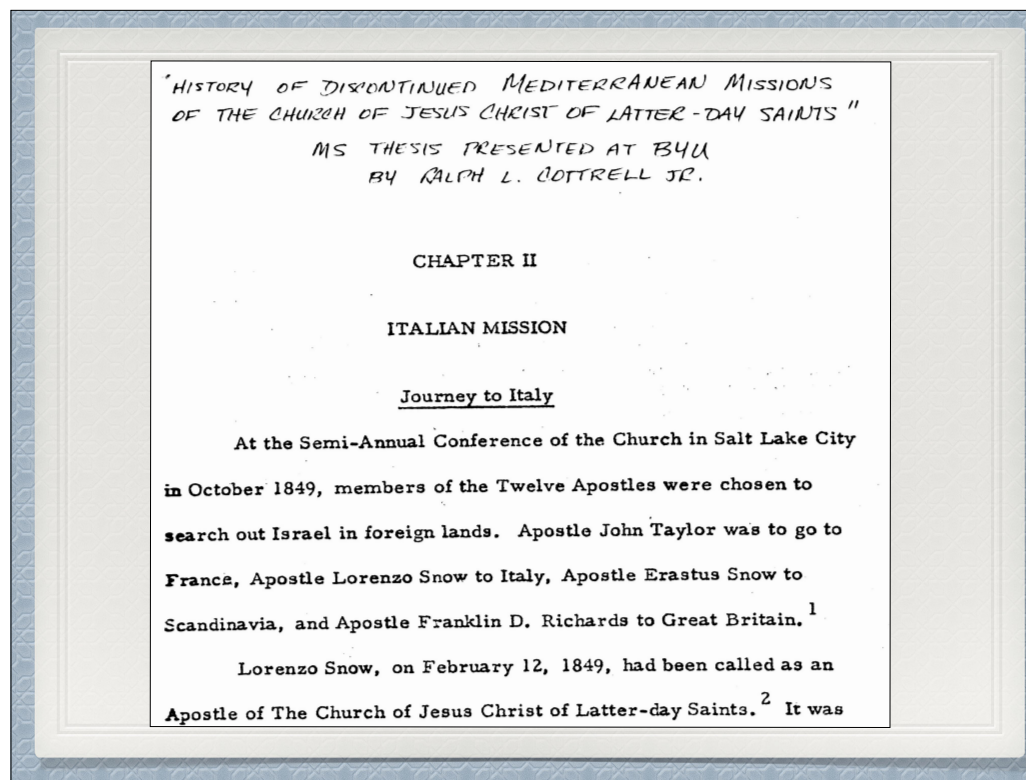 "HISTORY OF DISCONTINUED MEDITERRANEAN MISSIONS
OF THE CHURCH OF JESUS CHRIST OF LATTER-DAY SAINTS"
MS THESIS PRESENTED AT BYU
BY RALPH L. COTTRELL JR.
CHAPTER II
ITALIAN MISSION
Journey to Italy
At the Semi-Annual Conference of the Church in Salt Lake City
in October 1849, members of the Twelve Apostles were chosen to
search out Israel in foreign lands. Apostle John Taylor was to go to
France, Apostle Lorenzo Snow to Italy, Apostle Erastus Snow to
Scandinavia, and Apostle Franklin D. Richards to Great Britain.1
Lorenzo Snow, on February 12, 1849, had been called as an
Apostle of The Church of Jesus Christ of Latter-day Saints.2 It was